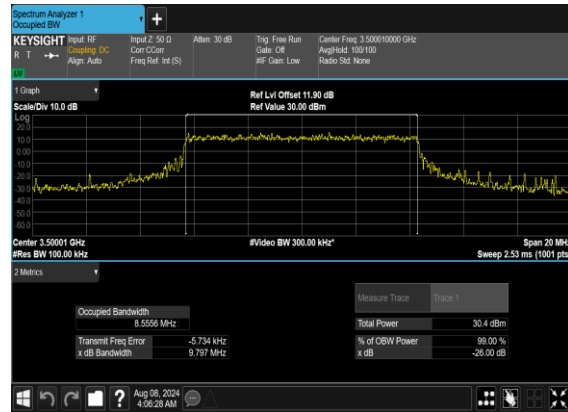 Spectrum Analyzer 1
Occupied BW
+
KEYSIGHT Input: RF Input Z: 50 Ω Atten: 30 dB Trig: Free Run Center Freq: 3.500010000 GHz
R T Coupling: DC Corr CCorr Gate: Off Avg|Hold: 100/100
Align: Auto Freq Ref: Int (S) #IF Gain: Low Radio Std: None
1 Graph
Scale/Div 10.0 dB
Ref Lvl Offset 11.90 dB
Ref Value 30.00 dBm
Log
20.0
10.0
0.00
-10.0
-20.0
-30.0
-40.0
-50.0
-60.0
Center 3.50001 GHz #Video BW 300.00 kHz* Span 20 MHz
#Res BW 100.00 kHz Sweep 2.53 ms (1001 pts)
2 Metrics
Measure Trace Trace 1
Occupied Bandwidth
8.5556 MHz
Total Power 30.4 dBm
Transmit Freq Error -5.734 kHz % of OBW Power 99.00 %
x dB Bandwidth 9.797 MHz x dB -26.00 dB
?
Aug 08, 2024
4:06:28 AM